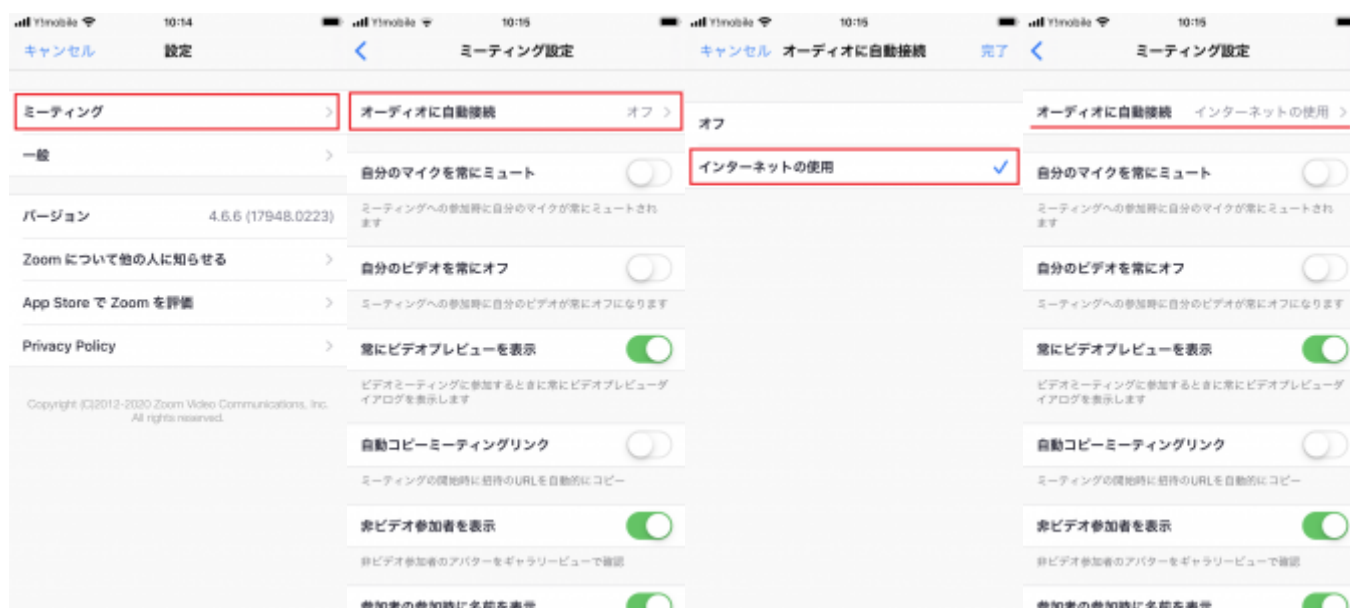 Y!mobile 10:14
キャンセル 設定
ミーティング
一般
バージョン 4.6.6 (17948.0223)
Zoom について他の人に知らせる
App Store で Zoom を評価
Privacy Policy
Copyright (C)2012-2020 Zoom Video Communications, Inc.
All rights reserved.
Y!mobile 10:15
ミーティング設定
オーディオに自動接続 オフ
自分のマイクを常にミュート
ミーティングへの参加時に自分のマイクが常にミュートされ
ます
自分のビデオを常にオフ
ミーティングへの参加時に自分のビデオが常にオフになります
常にビデオプレビューを表示
ビデオミーティングに参加するときに常にビデオプレビューダ
イアログを表示します
自動コピーミーティングリンク
ミーティングの開始時に招待のURLを自動的にコピー
非ビデオ参加者を表示
非ビデオ参加者のアバターをギャラリービューで確認
参加者の参加時に名前を表示
Y!mobile 10:15
キャンセル オーディオに自動接続 完了
オフ
インターネットの使用
Y!mobile 10:15
ミーティング設定
オーディオに自動接続 インターネットの使用
自分のマイクを常にミュート
ミーティングへの参加時に自分のマイクが常にミュートされ
ます
自分のビデオを常にオフ
ミーティングへの参加時に自分のビデオが常にオフになります
常にビデオプレビューを表示
ビデオミーティングに参加するときに常にビデオプレビューダ
イアログを表示します
自動コピーミーティングリンク
ミーティングの開始時に招待のURLを自動的にコピー
非ビデオ参加者を表示
非ビデオ参加者のアバターをギャラリービューで確認
参加者の参加時に名前を表示